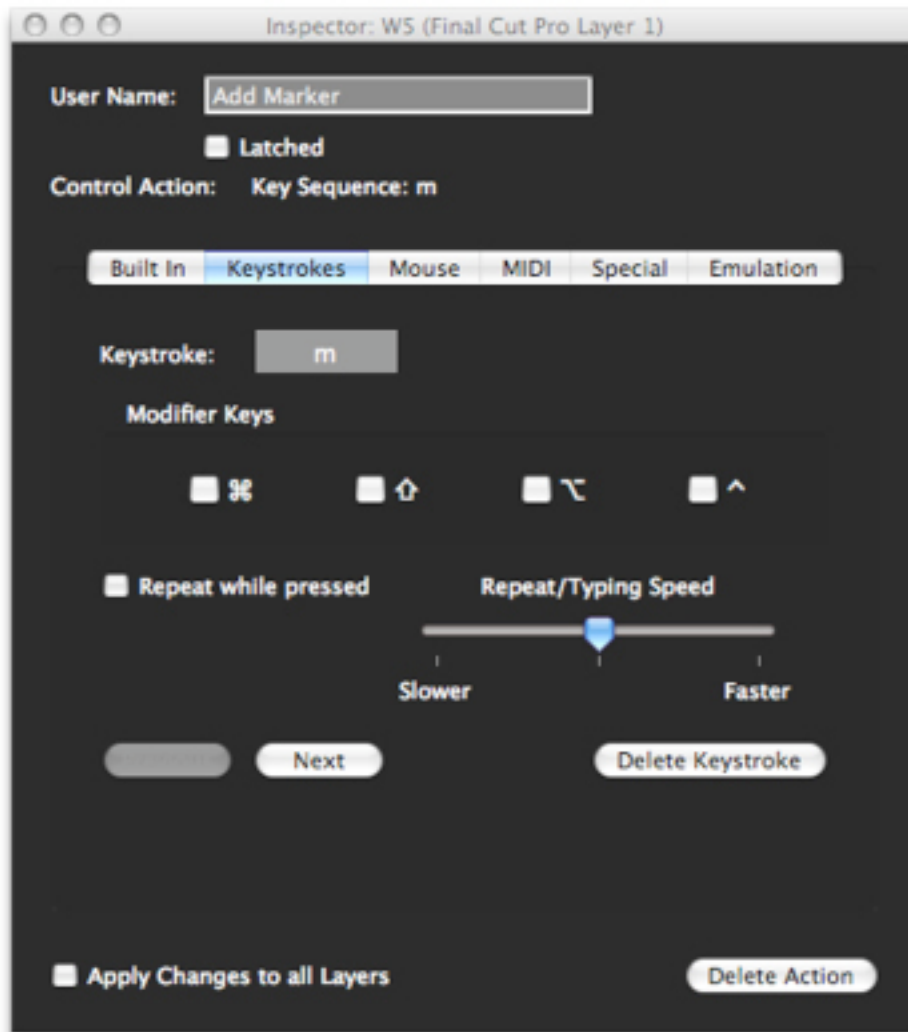 Inspector: W5 (Final Cut Pro Layer 1)
User Name: Add Marker
Latched
Control Action: Key Sequence: m
Built In Keystrokes Mouse MIDI Special Emulation
Keystroke: m
Modifier Keys
⌘ ⇧ ⌥ ^
Repeat while pressed Repeat/Typing Speed
Slower Faster
Next Delete Keystroke
Apply Changes to all Layers Delete Action